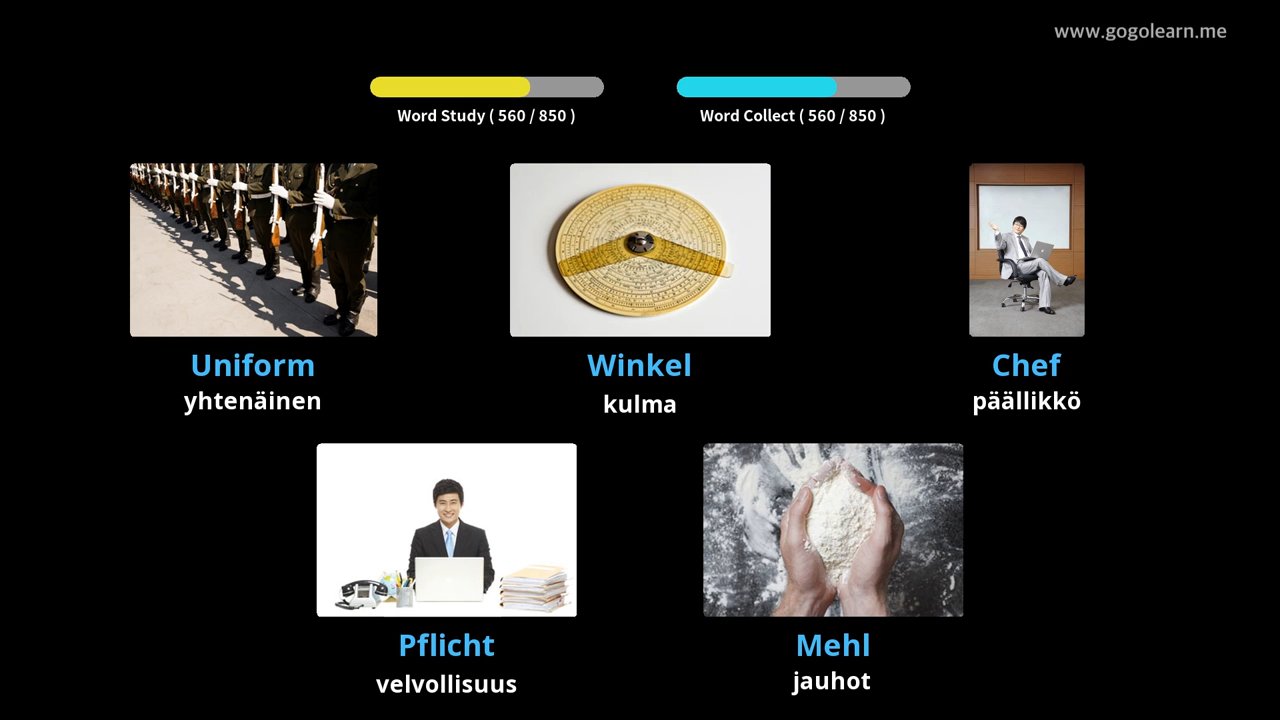 www.gogolearn.me
Word Study ( 560 / 850 )
Word Collect ( 560 / 850 )
Uniform
yhtenäinen
Winkel
kulma
Chef
päällikkö
Pflicht
velvollisuus
Mehl
jauhot